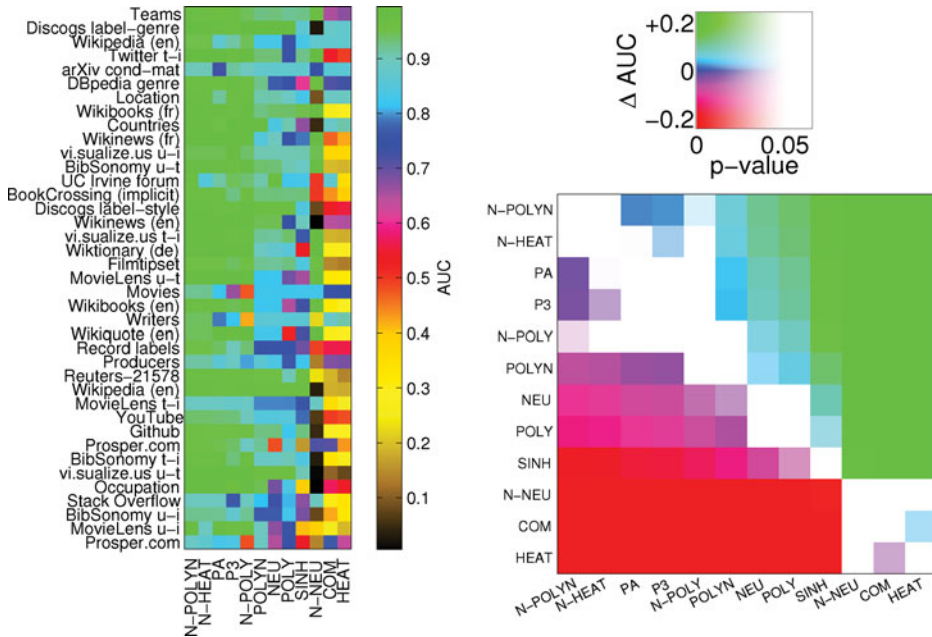 Teams
Discogs label-genre
Wikipedia (en)
Twitter t-i
arXiv cond-mat
DBpedia genre
Location
Wikibooks (fr)
Countries
Wikinews (fr)
vi.sualize.us u-i
BibSonomy u-t
UC Irvine forum
BookCrossing (implicit)
Discogs label-style
Wikinews (en)
vi.sualize.us t-i
Wiktionary (de)
Filmtipset
MovieLens u-t
Movies
Wikibooks (en)
Writers
Wikiquote (en)
Record labels
Producers
Reuters-21578
Wikipedia (en)
MovieLens t-i
YouTube
Github
Prosper.com
BibSonomy t-i
vi.sualize.us u-t
Occupation
Stack Overflow
BibSonomy u-i
MovieLens u-i
Prosper.com
N-POLYN
N-HEAT
PA
P3
N-POLY
POLYN
NEU
POLY
SINH
N-NEU
COM
HEAT
0.9
0.8
0.7
0.6
0.5
0.4
0.3
0.2
0.1
AUC
Δ AUC
+0.2
0
-0.2
0
0.05
p-value
N-POLYN
N-HEAT
PA
P3
N-POLY
POLYN
NEU
POLY
SINH
N-NEU
COM
HEAT
N-POLYN
N-HEAT
PA
P3
N-POLY
POLYN
NEU
POLY
SINH
N-NEU
COM
HEAT